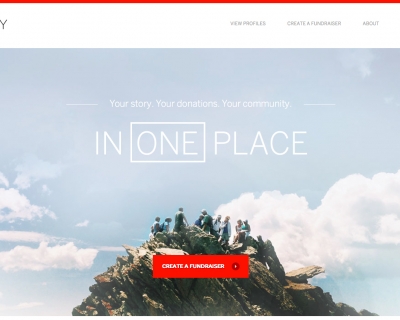 Y
VIEW PROFILES
CREATE A FUNDRAISER
ABOUT
Your story. Your donations. Your community.
IN ONE PLACE
CREATE A FUNDRAISER